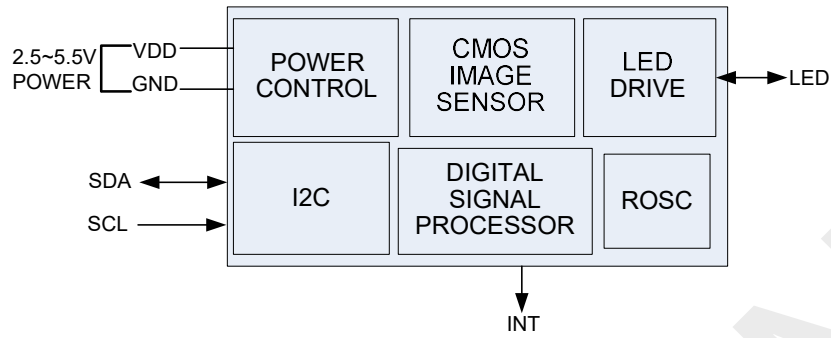 2.5~5.5V
POWER
VDD
GND
POWER
CONTROL
CMOS
IMAGE
SENSOR
LED
DRIVE
LED
SDA
SCL
I2C
DIGITAL
SIGNAL
PROCESSOR
ROSC
INT